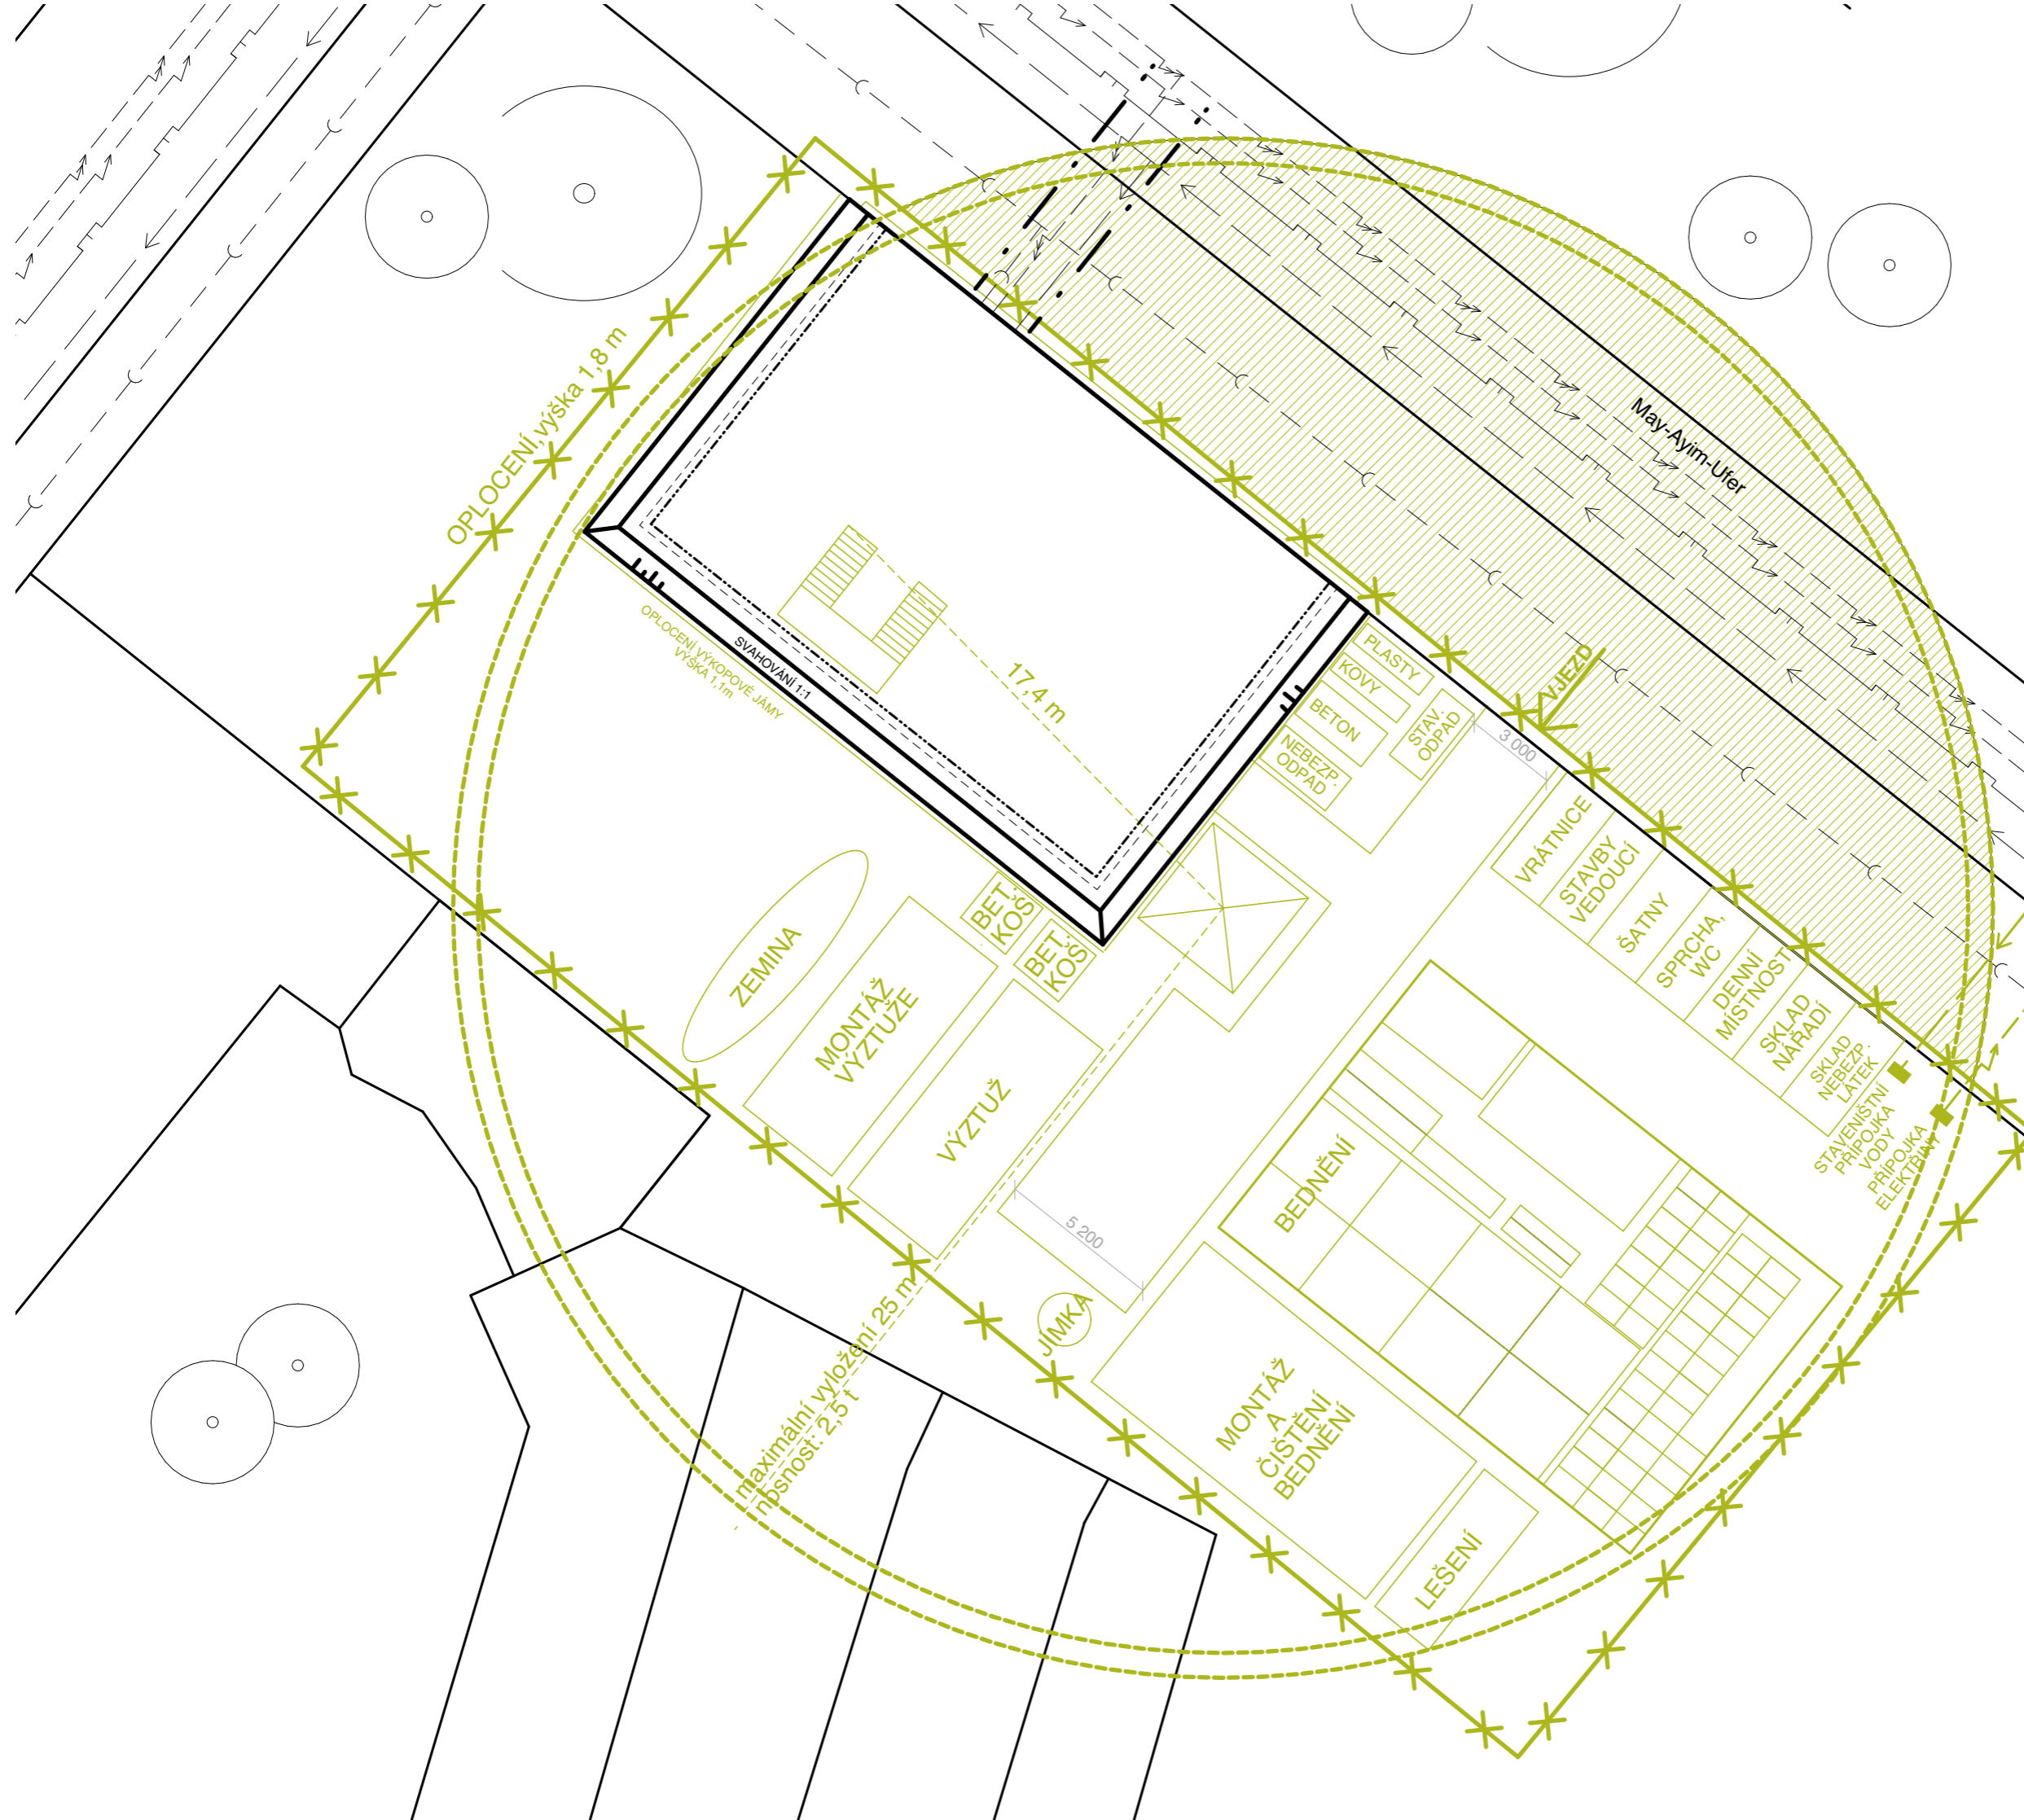 OPLOCENÍ,výška 1,8 m
May-Ayim-Ufer
OPLOCENÍ VÝKOPOVÉ JÁMY
VÝŠKA 1,1m
SVAHOVÁNÍ 1:1
17,4 m
PLASTY
KOVY
BETON
NEBEZP.
ODPAD
STAV.
ODPAD
VJEZD
3 000
VRÁTNICE
STAVBY
VEDOUCÍ
ŠATNY
SPRCHA,
WC
DENNÍ
MÍSTNOST
SKLAD
NÁŘADÍ
SKLAD
NEBEZP.
LÁTEK
STAVENIŠTNÍ
PŘÍPOJKA
VODY
PŘÍPOJKA
ELEKTŘINY
ZEMINA
MONTÁŽ
VÝZTUŽE
BET.
KOŠ
BET.
KOŠ
VÝZTUŽ
5 200
JÍMKA
BEDNĚNÍ
MONTÁŽ
A
ČIŠTĚNÍ
BEDNĚNÍ
LEŠENÍ
maximální vyložení 25 m
nosnost: 2,5 t